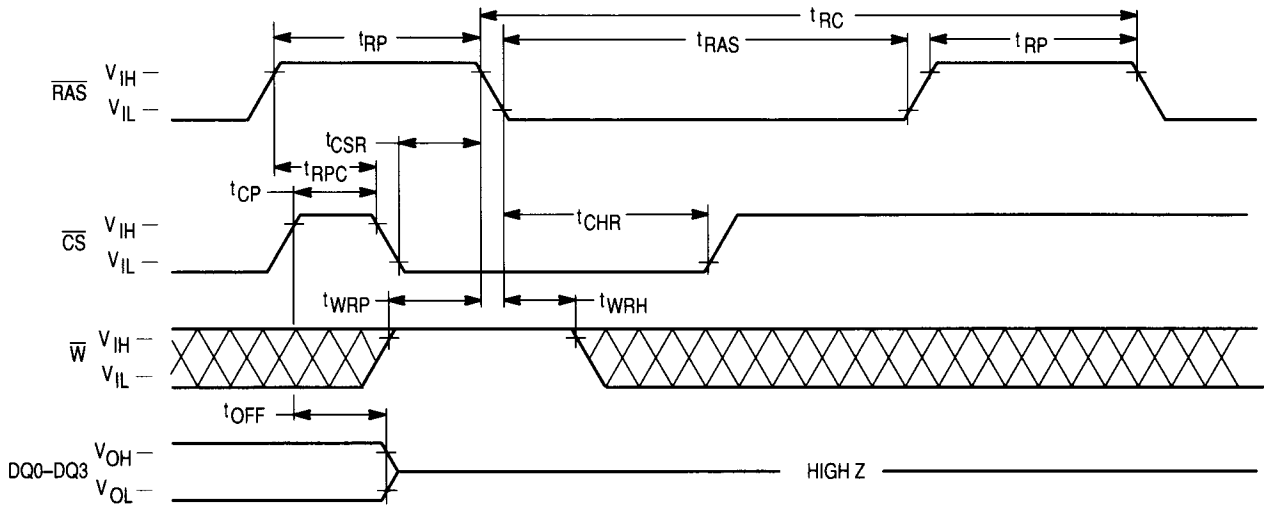 tRC
tRP
tRAS
tRP
RAS
VIH
VIL
tCSR
tRPC
tCP
tCHR
CS
VIH
VIL
tWRP
tWRH
W
VIH
VIL
tOFF
VOH
DQ0–DQ3
HIGH Z
VOL